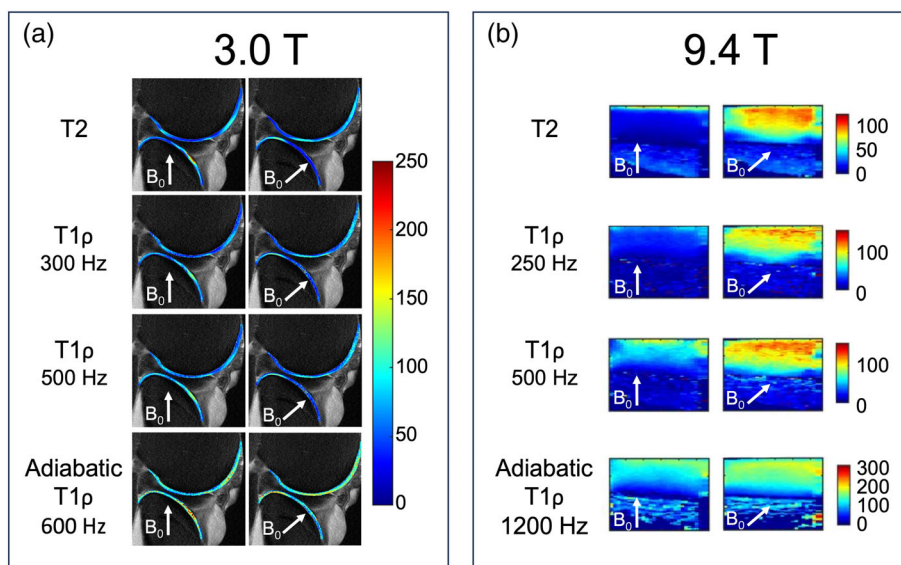 (a)
3.0 T
T2
B₀
B₀
T1ρ
300 Hz
B₀
B₀
T1ρ
500 Hz
B₀
B₀
Adiabatic
T1ρ
600 Hz
B₀
B₀
250
200
150
100
50
0
(b)
9.4 T
T2
B₀
B₀
100
50
0
T1ρ
250 Hz
B₀
B₀
100
0
T1ρ
500 Hz
B₀
B₀
100
0
Adiabatic
T1ρ
1200 Hz
B₀
B₀
300
200
100
0